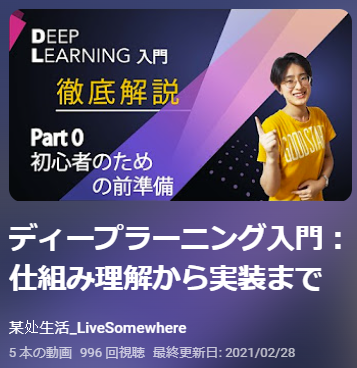 DEEP
LEARNING 入門
徹底解説
Part 0
初心者のため
の前準備
GOOD STAY
ディープラーニング入門：
仕組み理解から実装まで
某处生活_LiveSomewhere
5 本の動画 996 回視聴 最終更新日: 2021/02/28